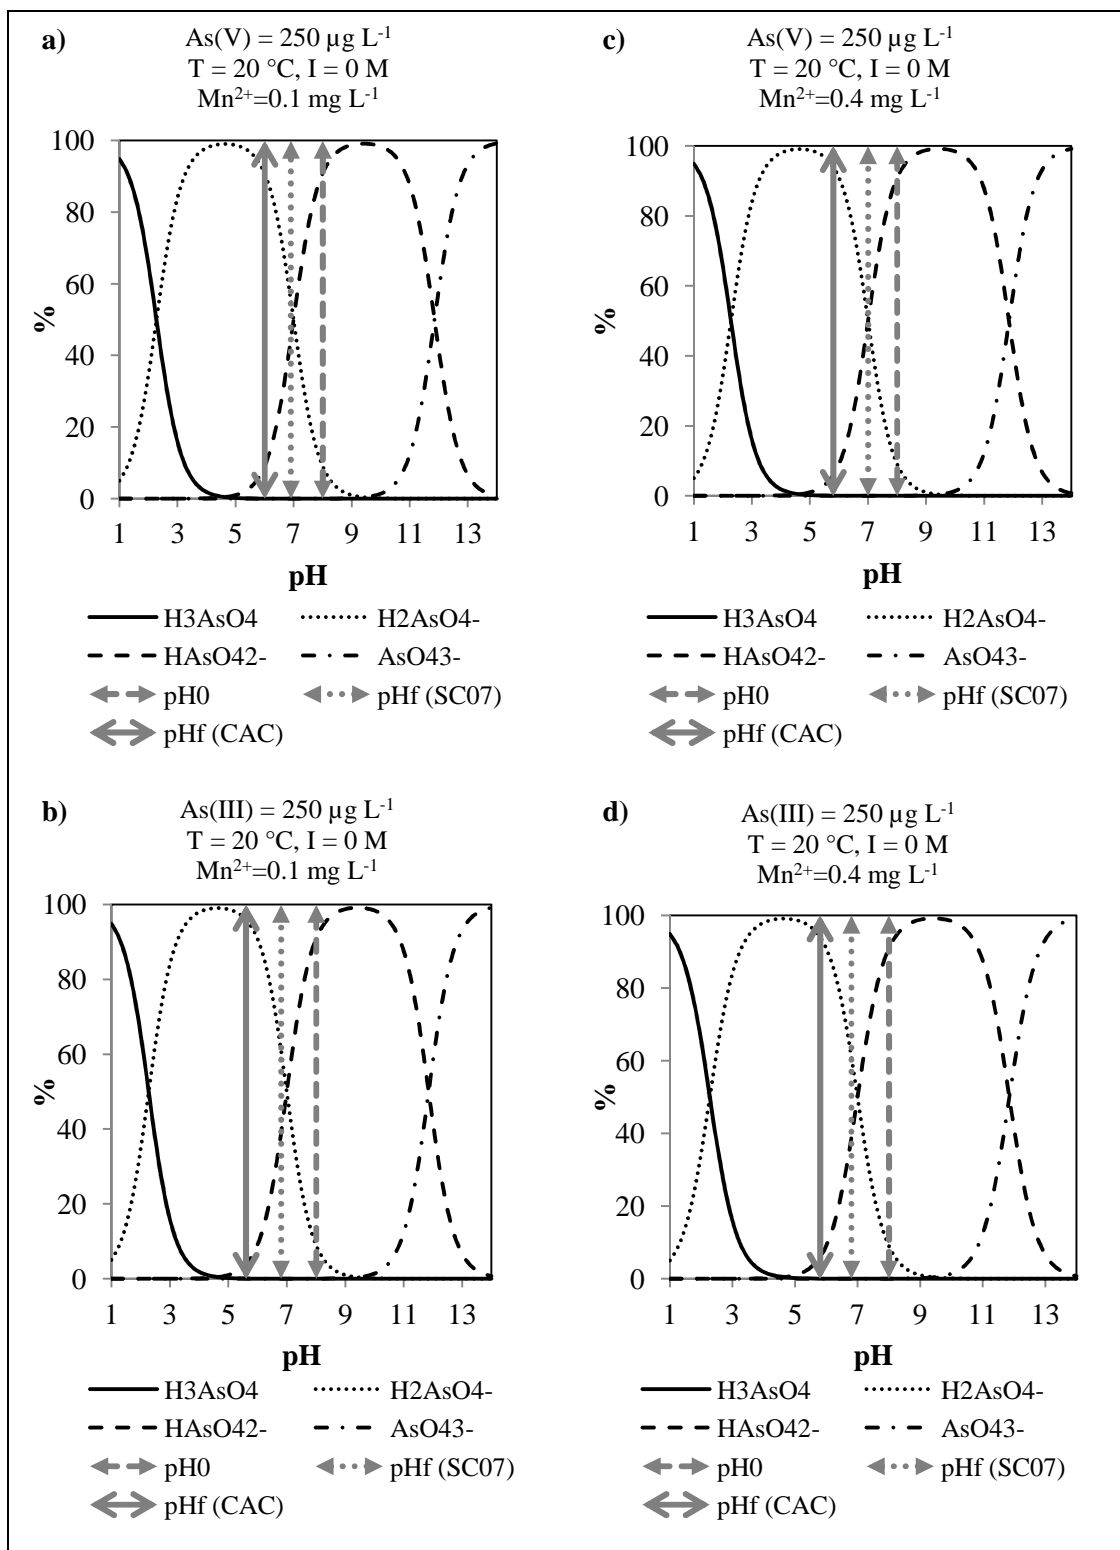 a)
As(V) = 250 µg L-1
T = 20 °C, I = 0 M
Mn2+=0.1 mg L-1
100
80
60
40
20
0
%
1 3 5 7 9 11 13
pH
H3AsO4 H2AsO4-
HAsO42- AsO43-
pH0 pHf (SC07)
pHf (CAC)
c)
As(V) = 250 µg L-1
T = 20 °C, I = 0 M
Mn2+=0.4 mg L-1
100
80
60
40
20
0
%
1 3 5 7 9 11 13
pH
H3AsO4 H2AsO4-
HAsO42- AsO43-
pH0 pHf (SC07)
pHf (CAC)
b)
As(III) = 250 µg L-1
T = 20 °C, I = 0 M
Mn2+=0.1 mg L-1
100
80
60
40
20
0
%
1 3 5 7 9 11 13
pH
H3AsO4 H2AsO4-
HAsO42- AsO43-
pH0 pHf (SC07)
pHf (CAC)
d)
As(III) = 250 µg L-1
T = 20 °C, I = 0 M
Mn2+=0.4 mg L-1
100
80
60
40
20
0
%
1 3 5 7 9 11 13
pH
H3AsO4 H2AsO4-
HAsO42- AsO43-
pH0 pHf (SC07)
pHf (CAC)